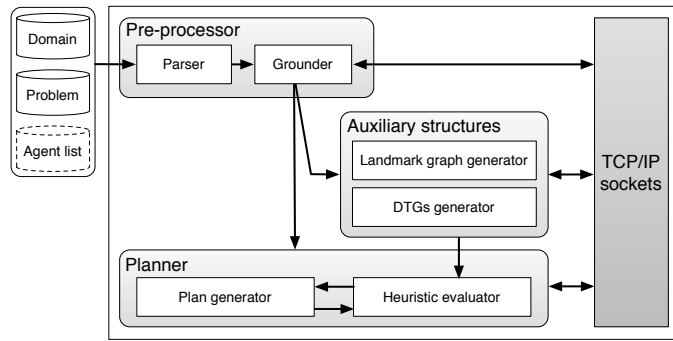 Domain
Problem
Agent list
Pre-processor
Parser
Grounder
Auxiliary structures
Landmark graph generator
DTGs generator
Planner
Plan generator
Heuristic evaluator
TCP/IP
sockets